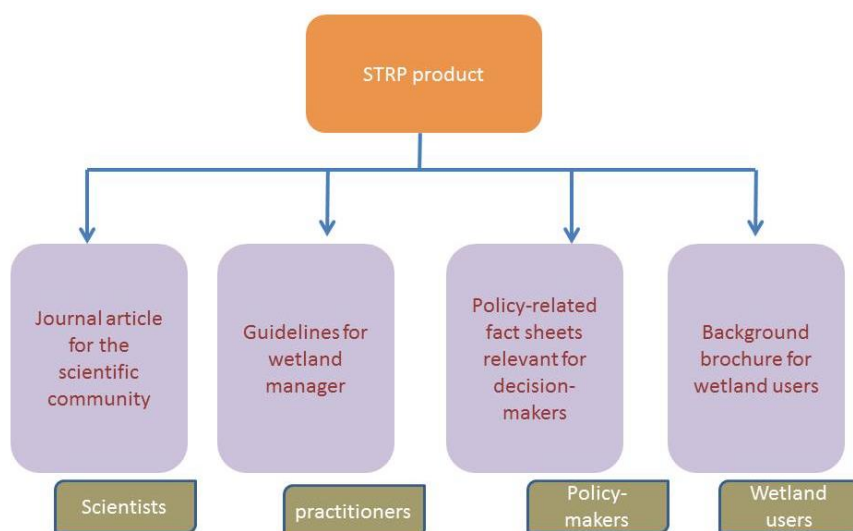 STRP product
Journal article
for the
scientific
community
Guidelines for
wetland
manager
Policy-related
fact sheets
relevant for
decision-
makers
Background
brochure for
wetland users
Scientists
practitioners
Policy-
makers
Wetland
users